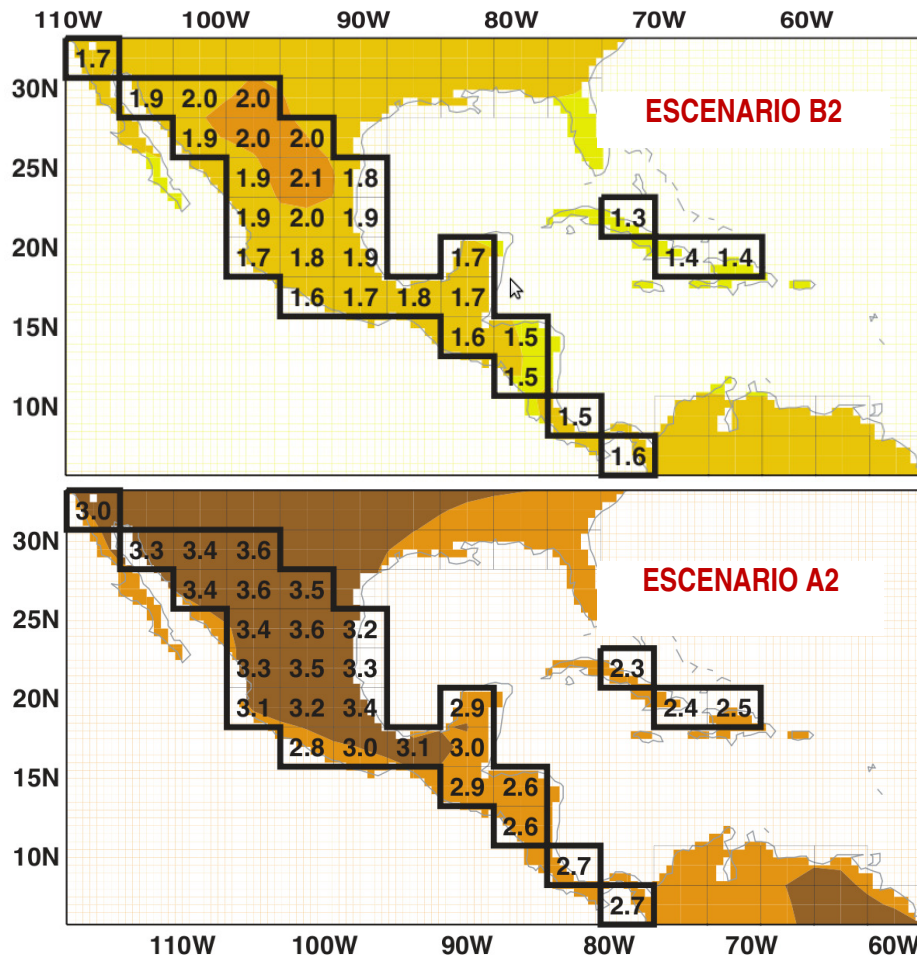 110W 100W 90W 80W 70W 60W
1.7
30N
1.9 2.0 2.0
ESCENARIO B2
1.9 2.0 2.0
25N
1.9 2.1 1.8
1.9 2.0 1.9 1.3
20N
1.7 1.8 1.9 1.7 1.4 1.4
1.6 1.7 1.8 1.7
15N
1.6 1.5
1.5
10N
1.5
1.6
3.0
30N
3.3 3.4 3.6
ESCENARIO A2
3.4 3.6 3.5
25N
3.4 3.6 3.2
3.3 3.5 3.3 2.3
20N
3.1 3.2 3.4 2.9 2.4 2.5
2.8 3.0 3.1 3.0
15N
2.9 2.6
2.6
10N
2.7
2.7
110W 100W 90W 80W 70W 60W